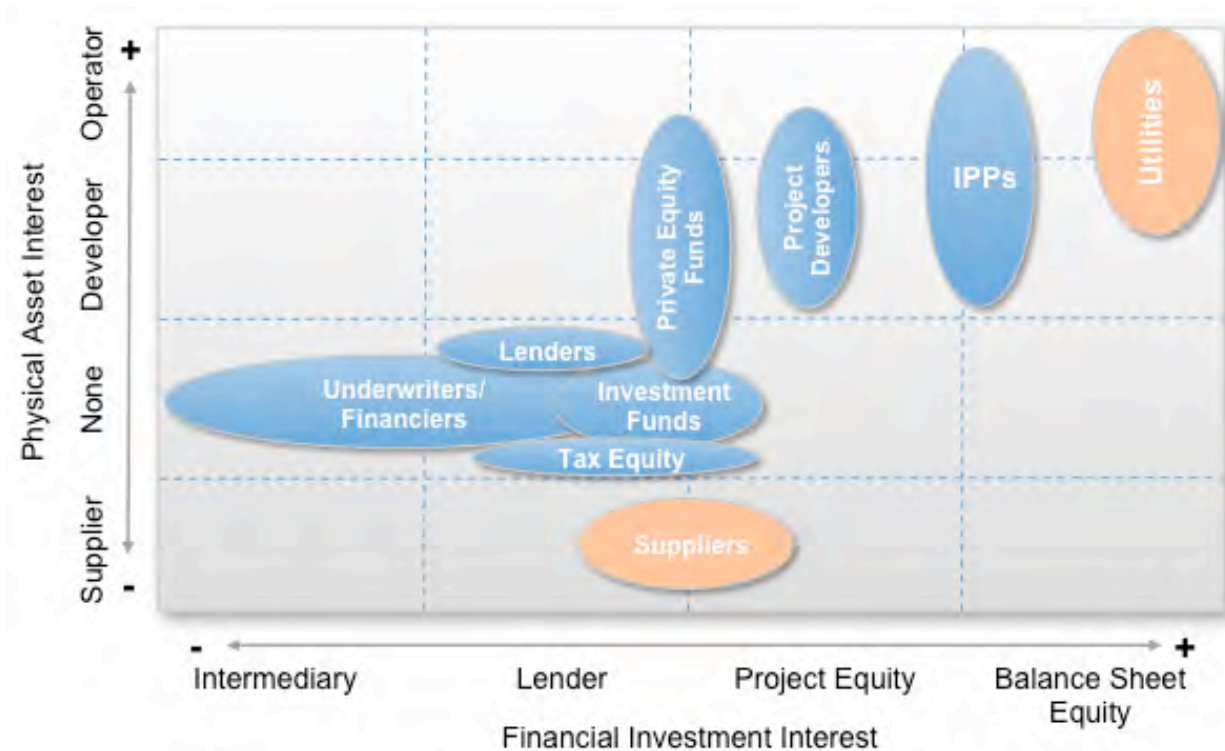 +
Operator
Developer
None
Supplier
-
Physical Asset Interest
Utilities
IPPs
Project
Developers
Private Equity
Funds
Lenders
Underwriters/
Financiers
Investment
Funds
Tax Equity
Suppliers
-
+
Intermediary
Lender
Project Equity
Balance Sheet
Equity
Financial Investment Interest